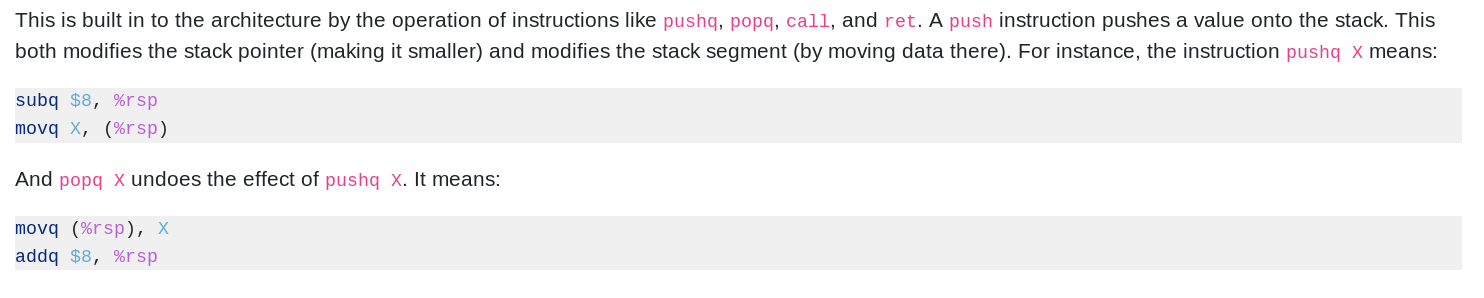 This is built in to the architecture by the operation of instructions like pushq, popq, call, and ret. A push instruction pushes a value onto the stack. This
both modifies the stack pointer (making it smaller) and modifies the stack segment (by moving data there). For instance, the instruction pushq X means:
subq $8, %rsp
movq X, (%rsp)
And popq X undoes the effect of pushq X. It means:
movq (%rsp), X
addq $8, %rsp